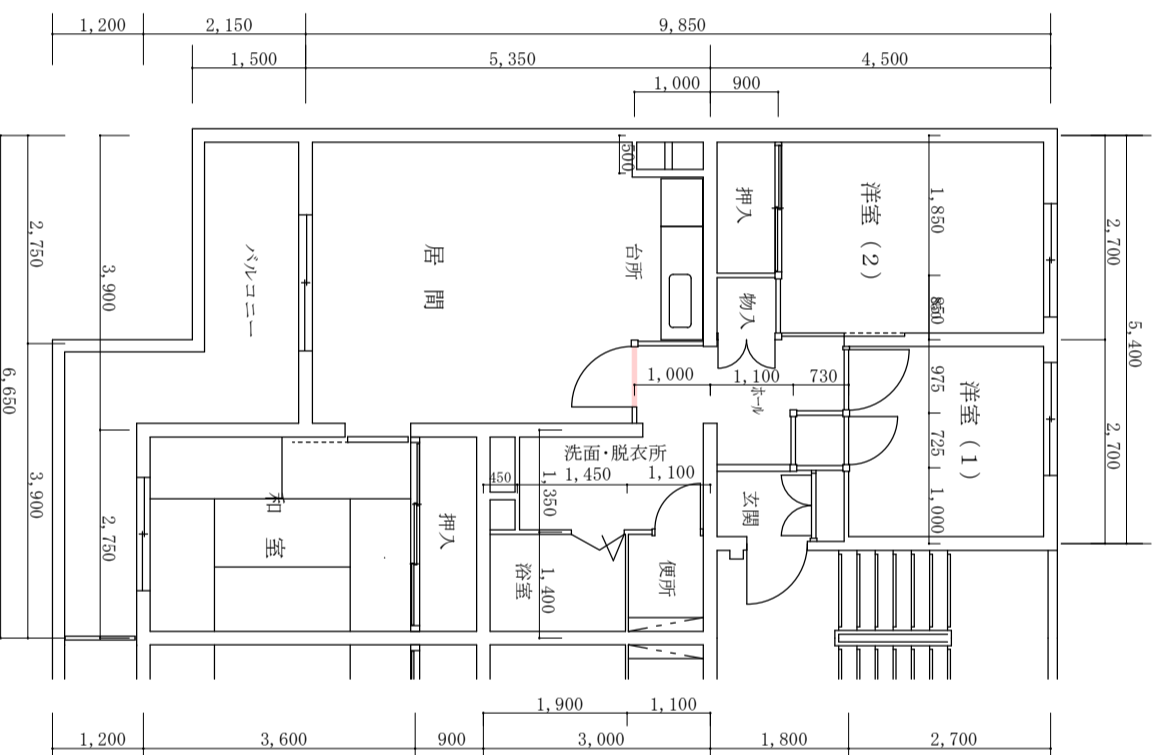 1,200
2,150
9,850
1,500
5,350
4,500
1,000
900
500
押入
洋室（2）
1,850
850
2,700
5,400
2,750
3,900
バルコニー
居間
台所
物入
6,650
1,000
1,100
730
ホール
975
洋室（1）
725
2,700
1,000
洗面・脱衣所
450
1,450
1,100
1,350
玄関
3,900
2,750
和室
押入
浴室
1,400
便所
1,900
1,100
1,200
3,600
900
3,000
1,800
2,700